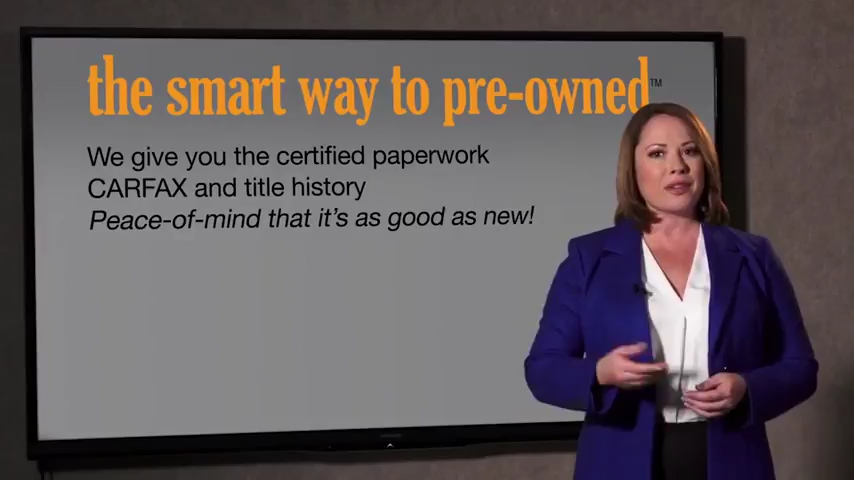 the smart way to pre-owned™
We give you the certified paperwork
CARFAX and title history
Peace-of-mind that it's as good as new!